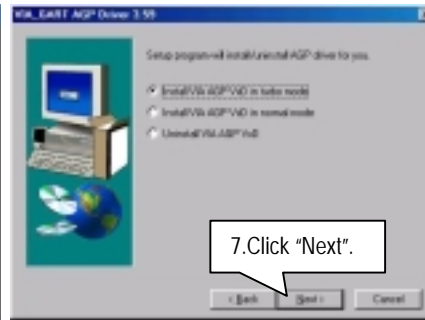 VIA_GART AGP Driver 3.59
Setup program will install/uninstall AGP driver for you.
Install VIA AGP VxD in turbo mode
Install VIA AGP VxD in normal mode
Uninstall VIA AGP VxD
7.Click “Next”.
< Back Next > Cancel